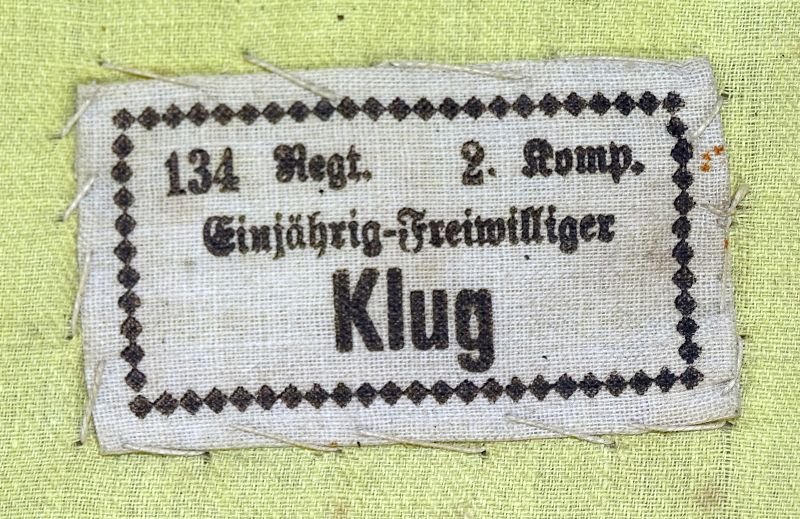 134 Regt. 2. Komp.
Einjährig-Freiwilliger
Klug